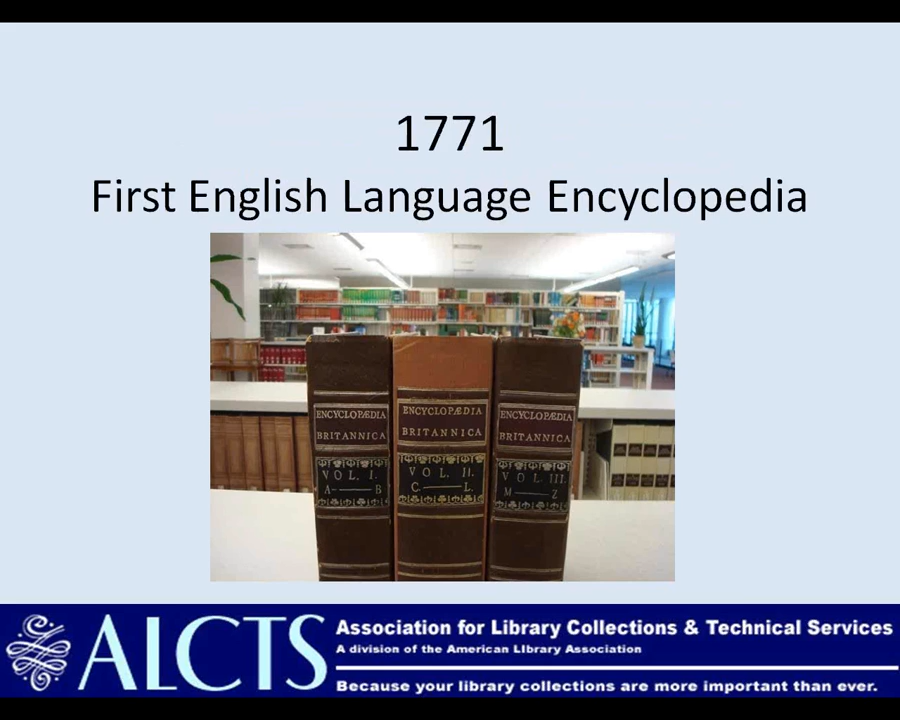 1771
First English Language Encyclopedia
ENCYCLOPÆDIA
BRITANNICA
VOL. I.
A—B
ENCYCLOPÆDIA
BRITANNICA
VOL. II.
C.—L.
ENCYCLOPÆDIA
BRITANNICA
VOL. III.
M—Z
ALCTS
Association for Library Collections & Technical Services
A division of the American Library Association
Because your library collections are more important than ever.